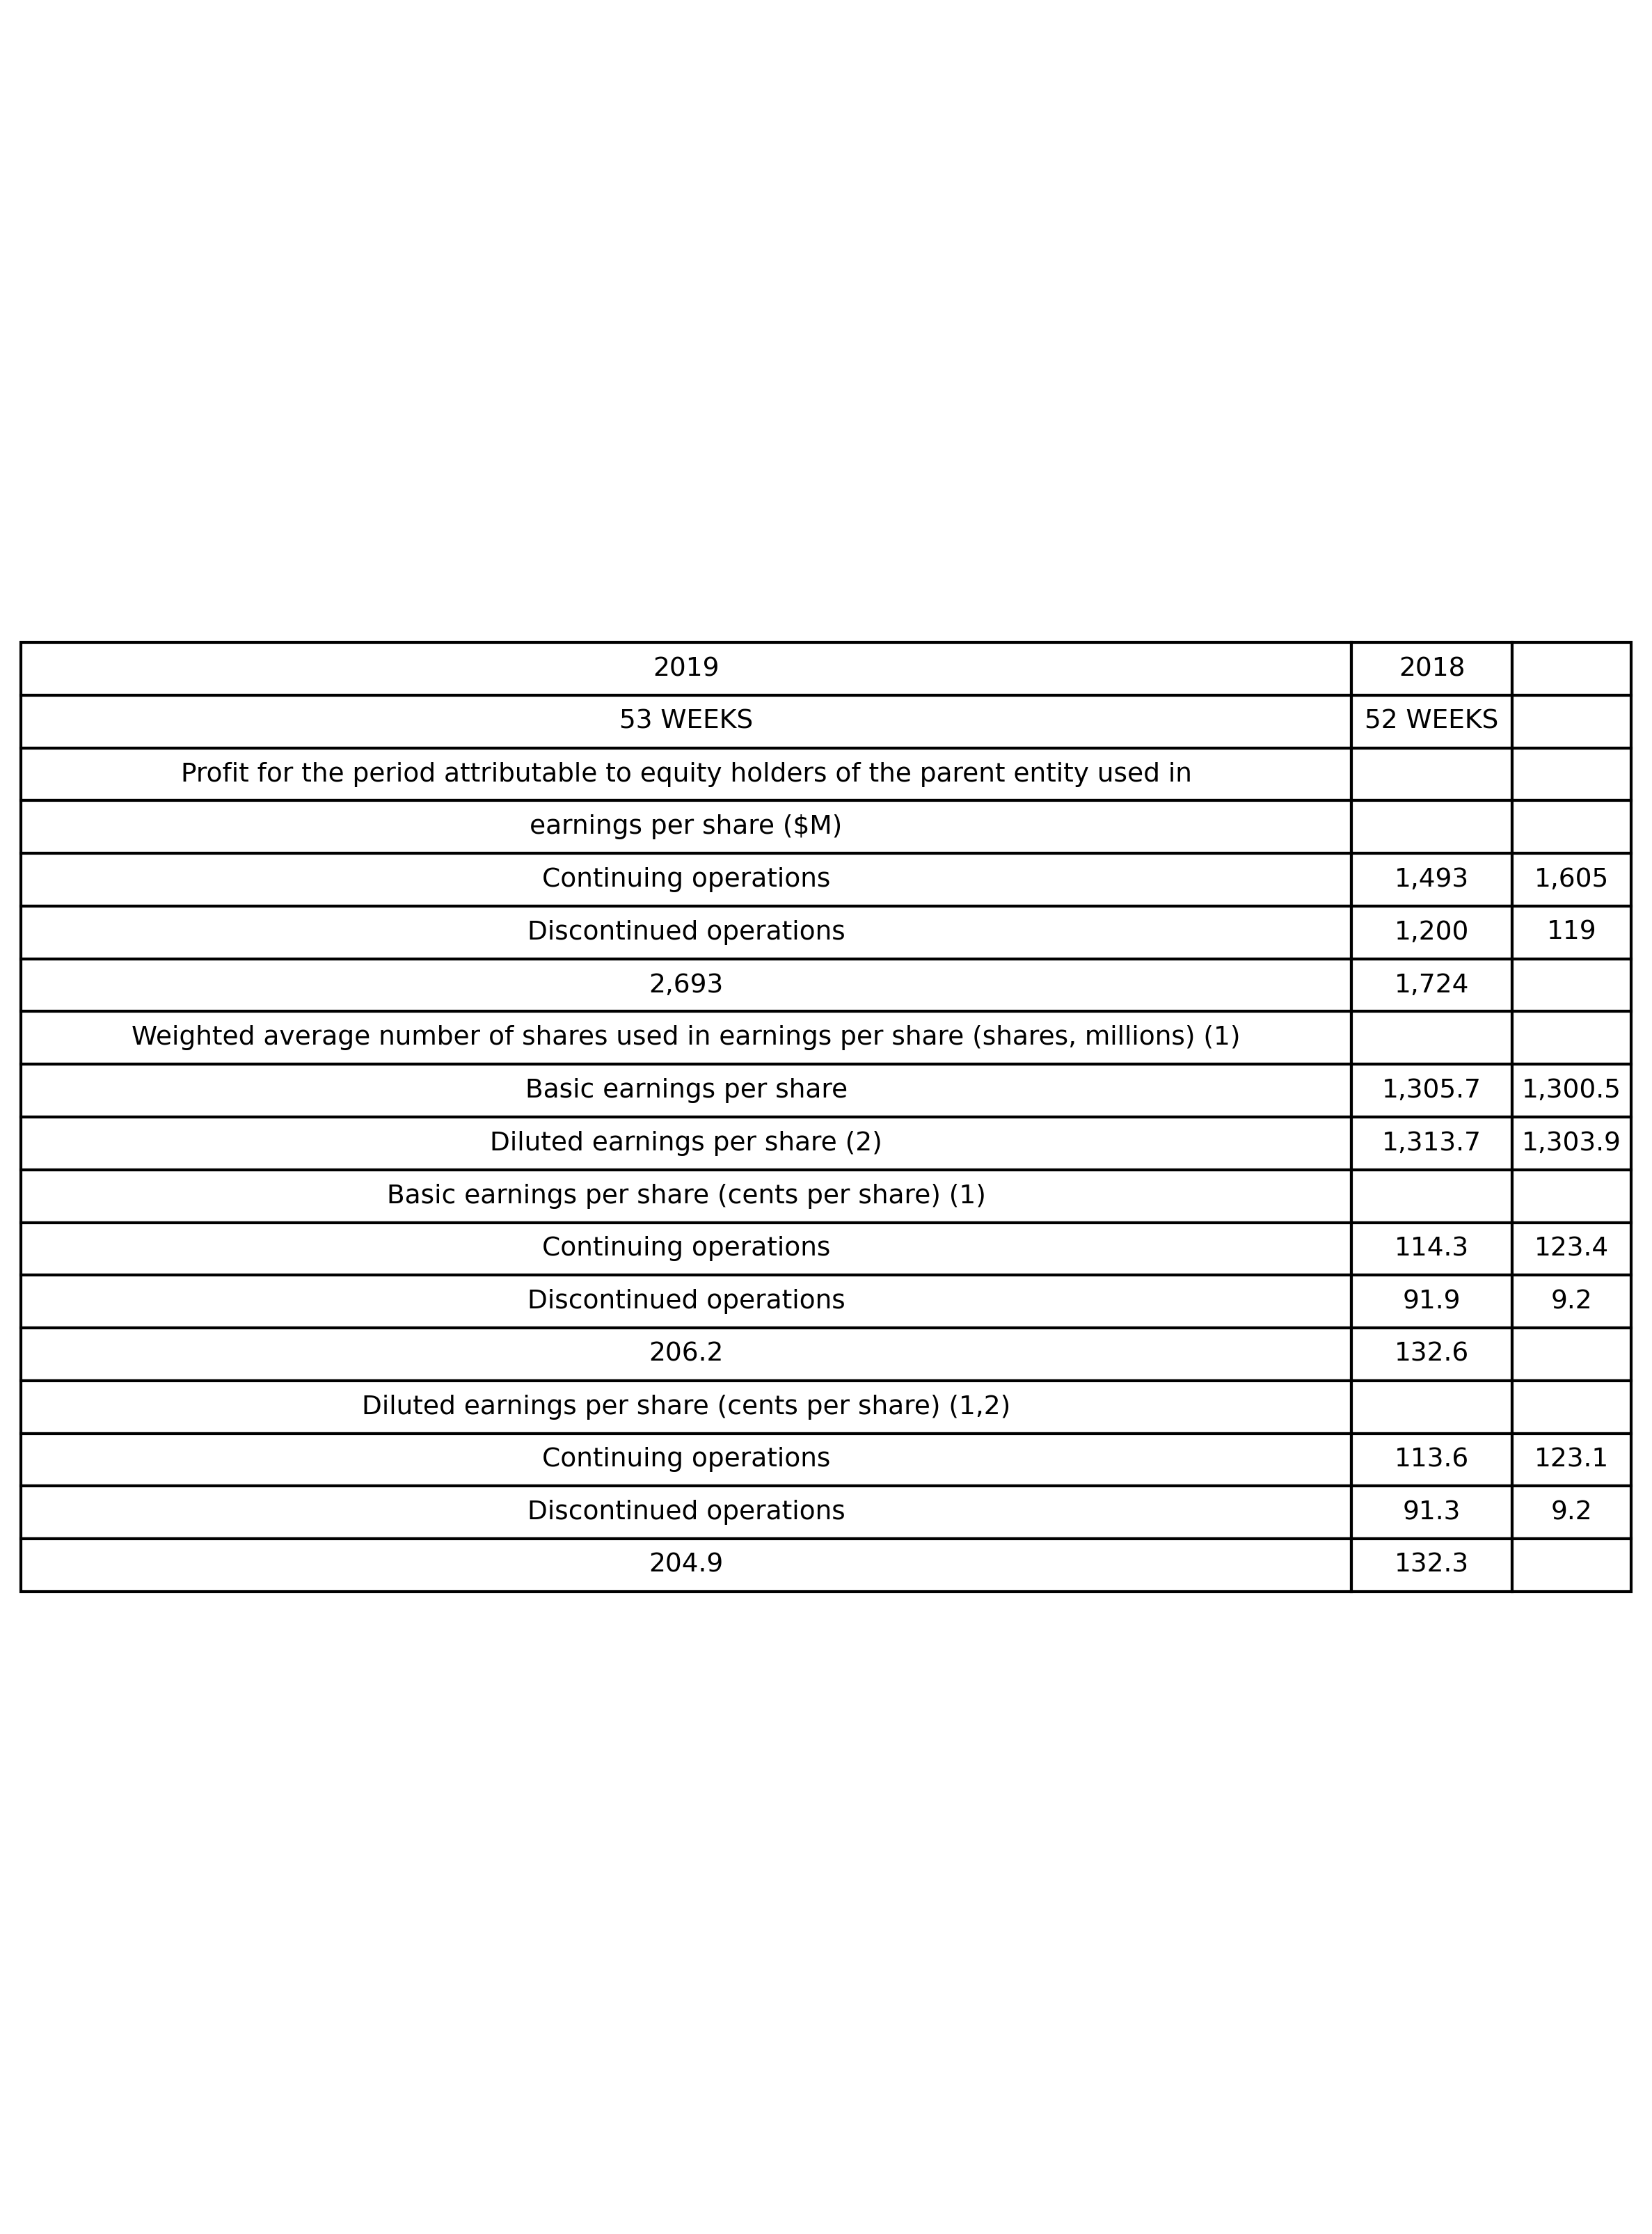 2019 2018
53 WEEKS 52 WEEKS
Profit for the period attributable to equity holders of the parent entity used in
earnings per share ($M)
Continuing operations 1,493 1,605
Discontinued operations 1,200 119
2,693 1,724
Weighted average number of shares used in earnings per share (shares, millions) (1)
Basic earnings per share 1,305.7 1,300.5
Diluted earnings per share (2) 1,313.7 1,303.9
Basic earnings per share (cents per share) (1)
Continuing operations 114.3 123.4
Discontinued operations 91.9 9.2
206.2 132.6
Diluted earnings per share (cents per share) (1,2)
Continuing operations 113.6 123.1
Discontinued operations 91.3 9.2
204.9 132.3